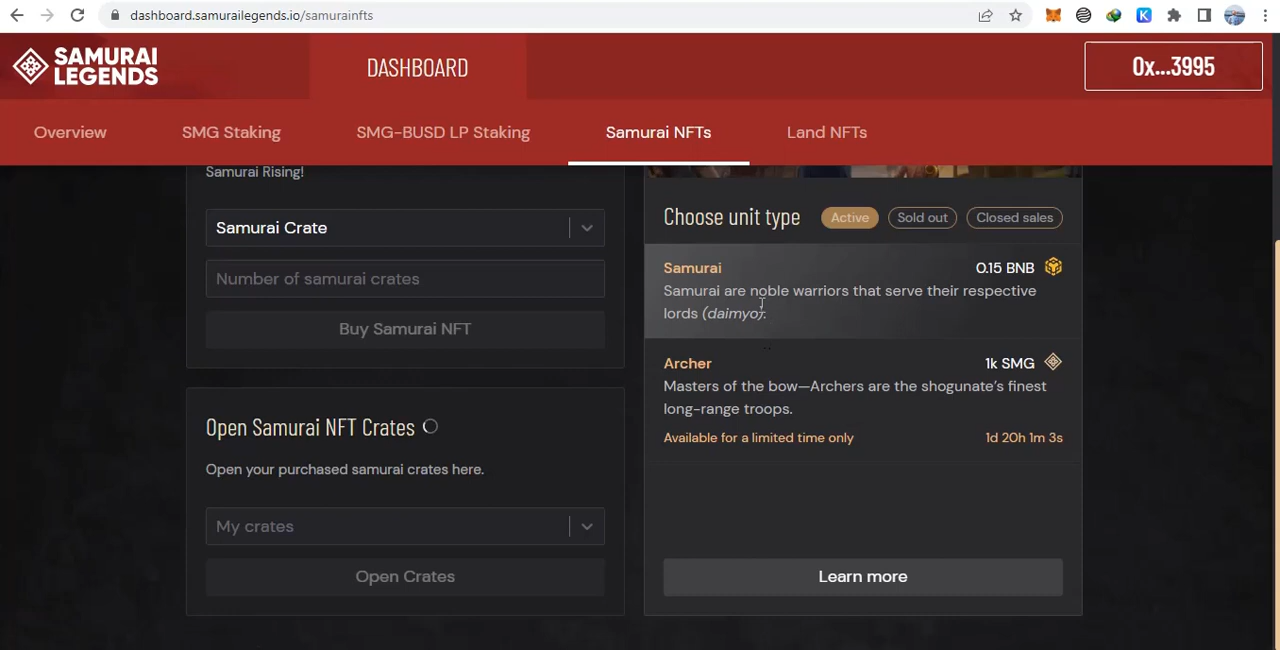 dashboard.samurailegends.io/samurainfts
SAMURAI
LEGENDS
DASHBOARD
0x...3995
Overview
SMG Staking
SMG-BUSD LP Staking
Samurai NFTs
Land NFTs
Samurai Rising!
Samurai Crate
Number of samurai crates
Buy Samurai NFT
Open Samurai NFT Crates
Open your purchased samurai crates here.
My crates
Open Crates
Choose unit type
Active
Sold out
Closed sales
Samurai
0.15 BNB
Samurai are noble warriors that serve their respective
lords (daimyo).
Archer
1k SMG
Masters of the bow—Archers are the shogunate's finest
long-range troops.
Available for a limited time only
1d 20h 1m 3s
Learn more